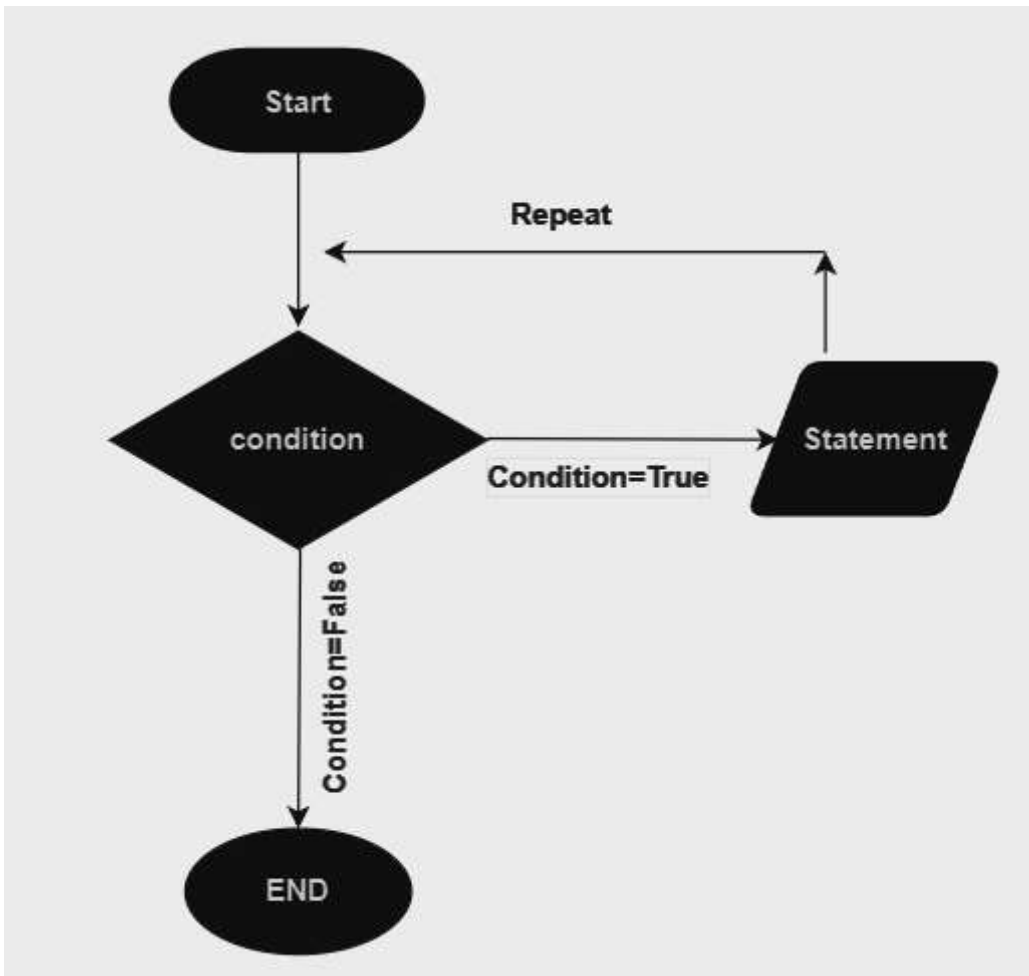 Start
Repeat
condition
Condition=True
Statement
Condition=False
END